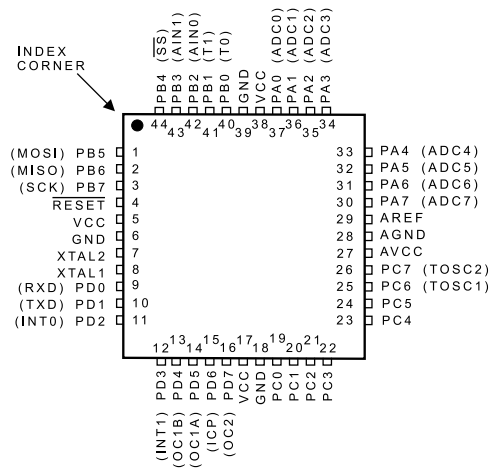 INDEX
CORNER
PB4 (SS)
PB3 (AIN1)
PB2 (AIN0)
PB1 (T1)
PB0 (T0)
GND
VCC
PA0 (ADC0)
PA1 (ADC1)
PA2 (ADC2)
PA3 (ADC3)
44 43 42 41 40 39 38 37 36 35 34
(MOSI) PB5 1
(MISO) PB6 2
(SCK) PB7 3
RESET 4
VCC 5
GND 6
XTAL2 7
XTAL1 8
(RXD) PD0 9
(TXD) PD1 10
(INT0) PD2 11
33 PA4 (ADC4)
32 PA5 (ADC5)
31 PA6 (ADC6)
30 PA7 (ADC7)
29 AREF
28 AGND
27 AVCC
26 PC7 (TOSC2)
25 PC6 (TOSC1)
24 PC5
23 PC4
12 13 14 15 16 17 18 19 20 21 22
(INT1) PD3
(OC1B) PD4
(OC1A) PD5
(ICP) PD6
(OC2) PD7
VCC
GND
PC0
PC1
PC2
PC3